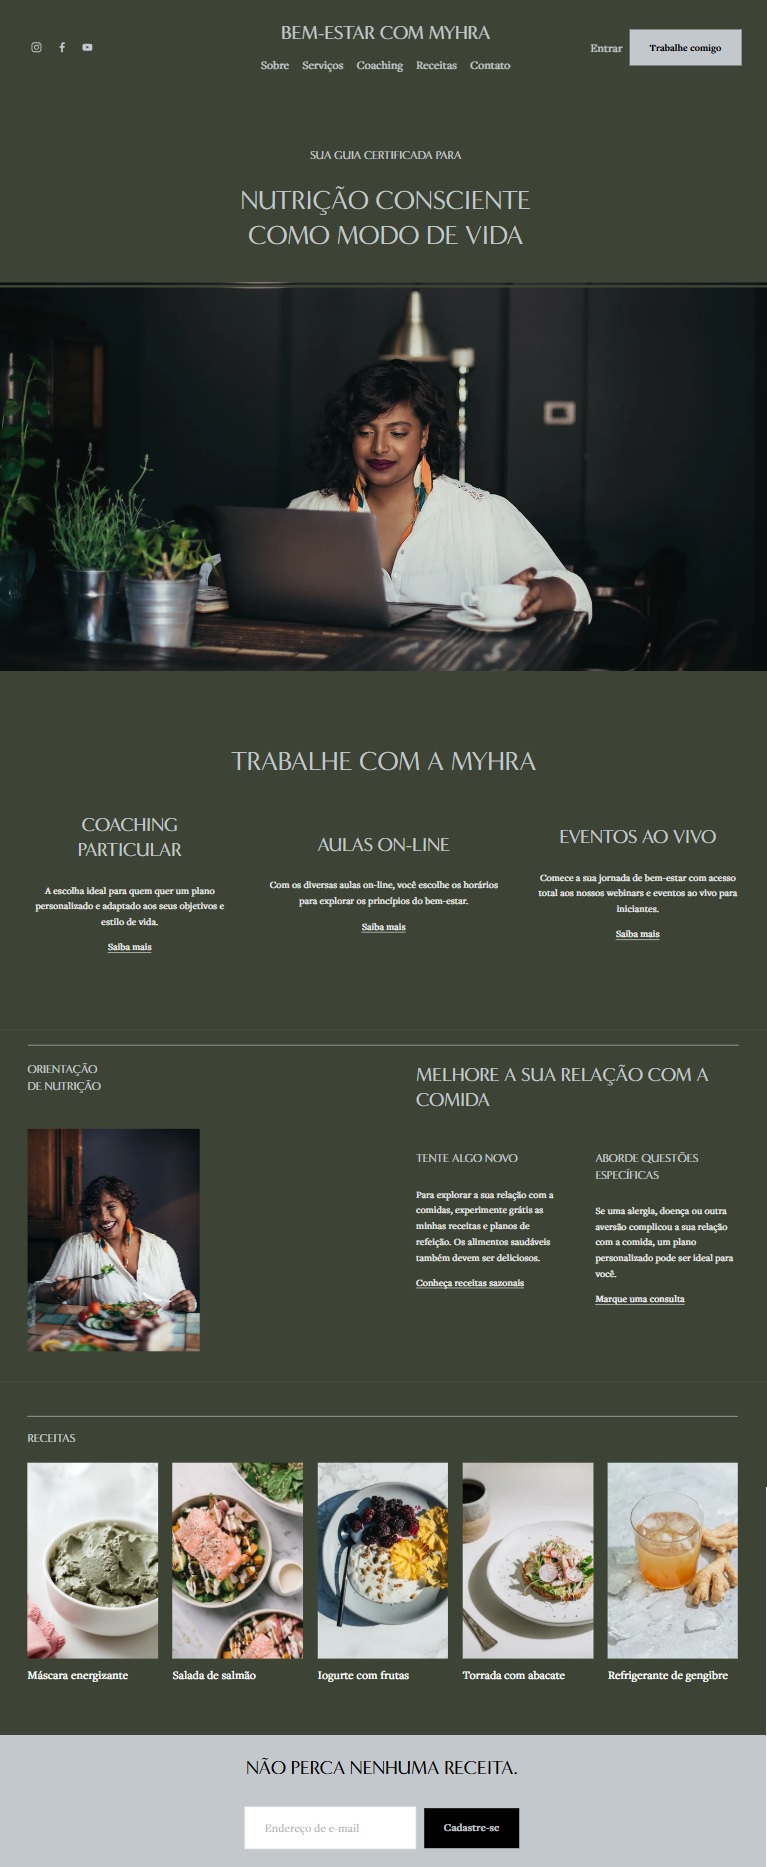 BEM-ESTAR COM MYHRA
Entrar
Trabalhe comigo
Sobre Serviços Coaching Receitas Contato
SUA GUIA CERTIFICADA PARA
NUTRIÇÃO CONSCIENTE
COMO MODO DE VIDA
TRABALHE COM A MYHRA
COACHING
PARTICULAR
A escolha ideal para quem quer um plano
personalizado e adaptado aos seus objetivos e
estilo de vida.
Saiba mais
AULAS ON-LINE
Com os diversas aulas on-line, você escolhe os horários
para explorar os princípios do bem-estar.
Saiba mais
EVENTOS AO VIVO
Comece a sua jornada de bem-estar com acesso
total aos nossos webinars e eventos ao vivo para
iniciantes.
Saiba mais
ORIENTAÇÃO
DE NUTRIÇÃO
MELHORE A SUA RELAÇÃO COM A
COMIDA
TENTE ALGO NOVO
Para explorar a sua relação com a
comidas, experimente grátis as
minhas receitas e planos de
refeição. Os alimentos saudáveis
também devem ser deliciosos.
Conheça receitas sazonais
ABORDE QUESTÕES
ESPECÍFICAS
Se uma alergia, doença ou outra
aversão complicou a sua relação
com a comida, um plano
personalizado pode ser ideal para
você.
Marque uma consulta
RECEITAS
Máscara energizante
Salada de salmão
Iogurte com frutas
Torrada com abacate
Refrigerante de gengibre
NÃO PERCA NENHUMA RECEITA.
Endereço de e-mail
Cadastre-se